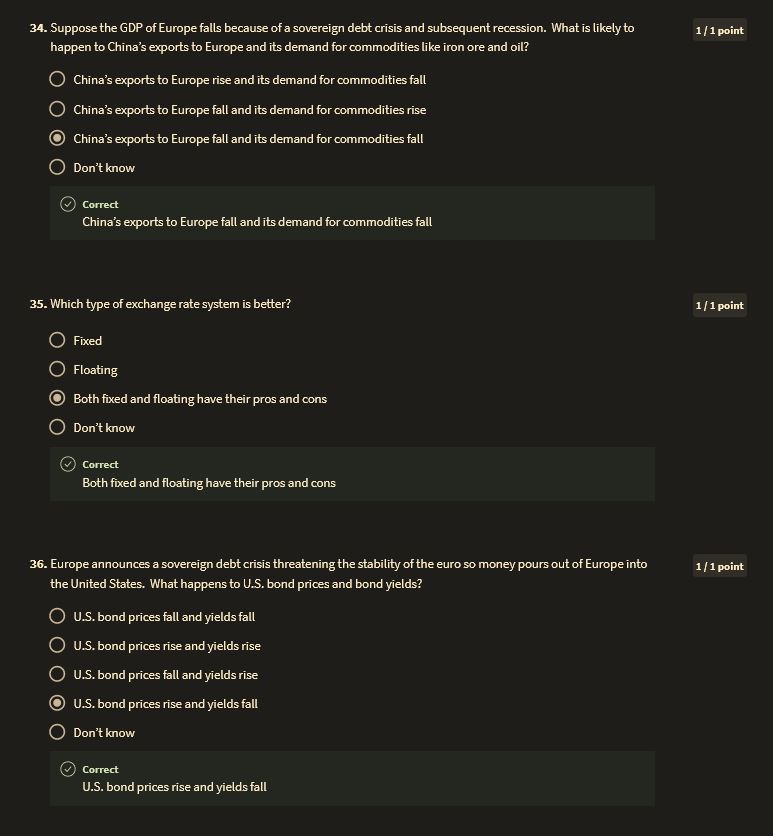 34. Suppose the GDP of Europe falls because of a sovereign debt crisis and subsequent recession. What is likely to
1 / 1 point
happen to China's exports to Europe and its demand for commodities like iron ore and oil?
China's exports to Europe rise and its demand for commodities fall
China's exports to Europe fall and its demand for commodities rise
China's exports to Europe fall and its demand for commodities fall
Don't know
Correct
China's exports to Europe fall and its demand for commodities fall
35. Which type of exchange rate system is better?
1 / 1 point
Fixed
Floating
Both fixed and floating have their pros and cons
Don't know
Correct
Both fixed and floating have their pros and cons
36. Europe announces a sovereign debt crisis threatening the stability of the euro so money pours out of Europe into
1 / 1 point
the United States. What happens to U.S. bond prices and bond yields?
U.S. bond prices fall and yields fall
U.S. bond prices rise and yields rise
U.S. bond prices fall and yields rise
U.S. bond prices rise and yields fall
Don't know
Correct
U.S. bond prices rise and yields fall